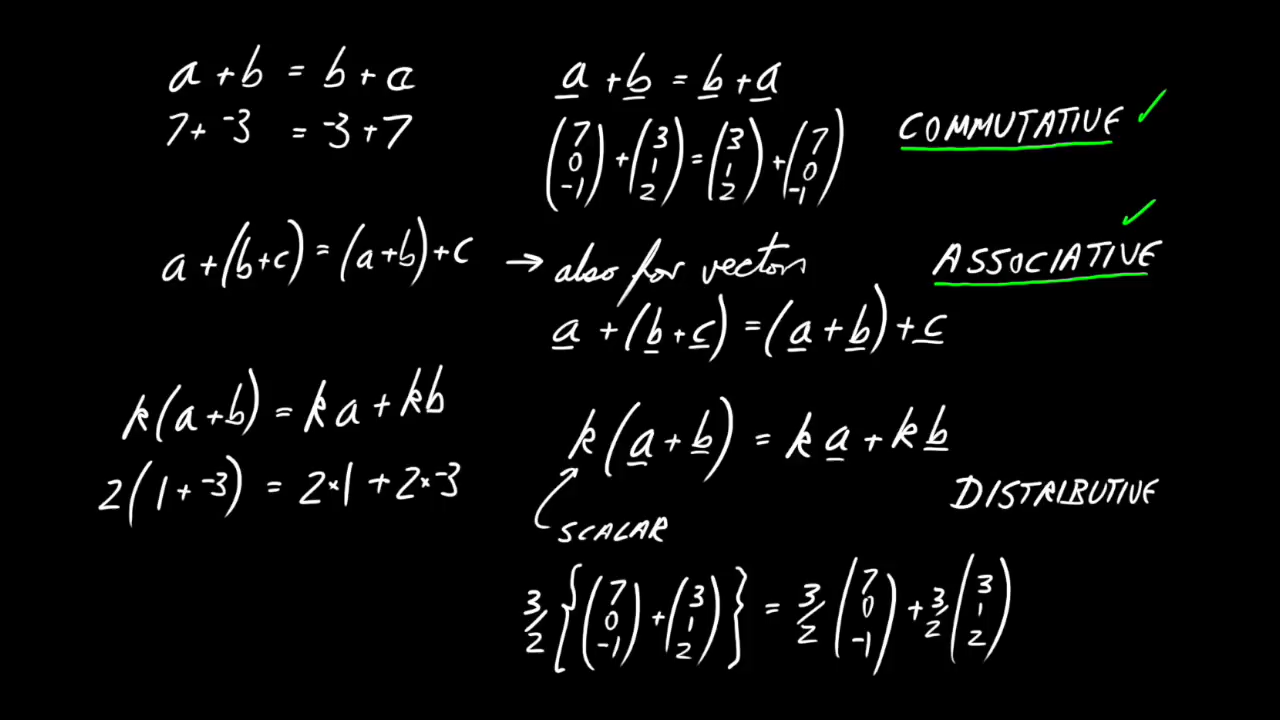 a + b = b + a
7 + -3 = -3 + 7
a + b = b + a
(7 0 -1) + (3 1 2) = (3 1 2) + (7 0 -1)
COMMUTATIVE ✓
a + (b + c) = (a + b) + c → also for vectors
ASSOCIATIVE ✓
a + (b + c) = (a + b) + c
k(a + b) = ka + kb
2(1 + -3) = 2 × 1 + 2 × -3
k(a + b) = ka + kb
SCALAR
DISTRIBUTIVE
3/2 {(7 0 -1) + (3 1 2)} = 3/2 (7 0 -1) + 3/2 (3 1 2)